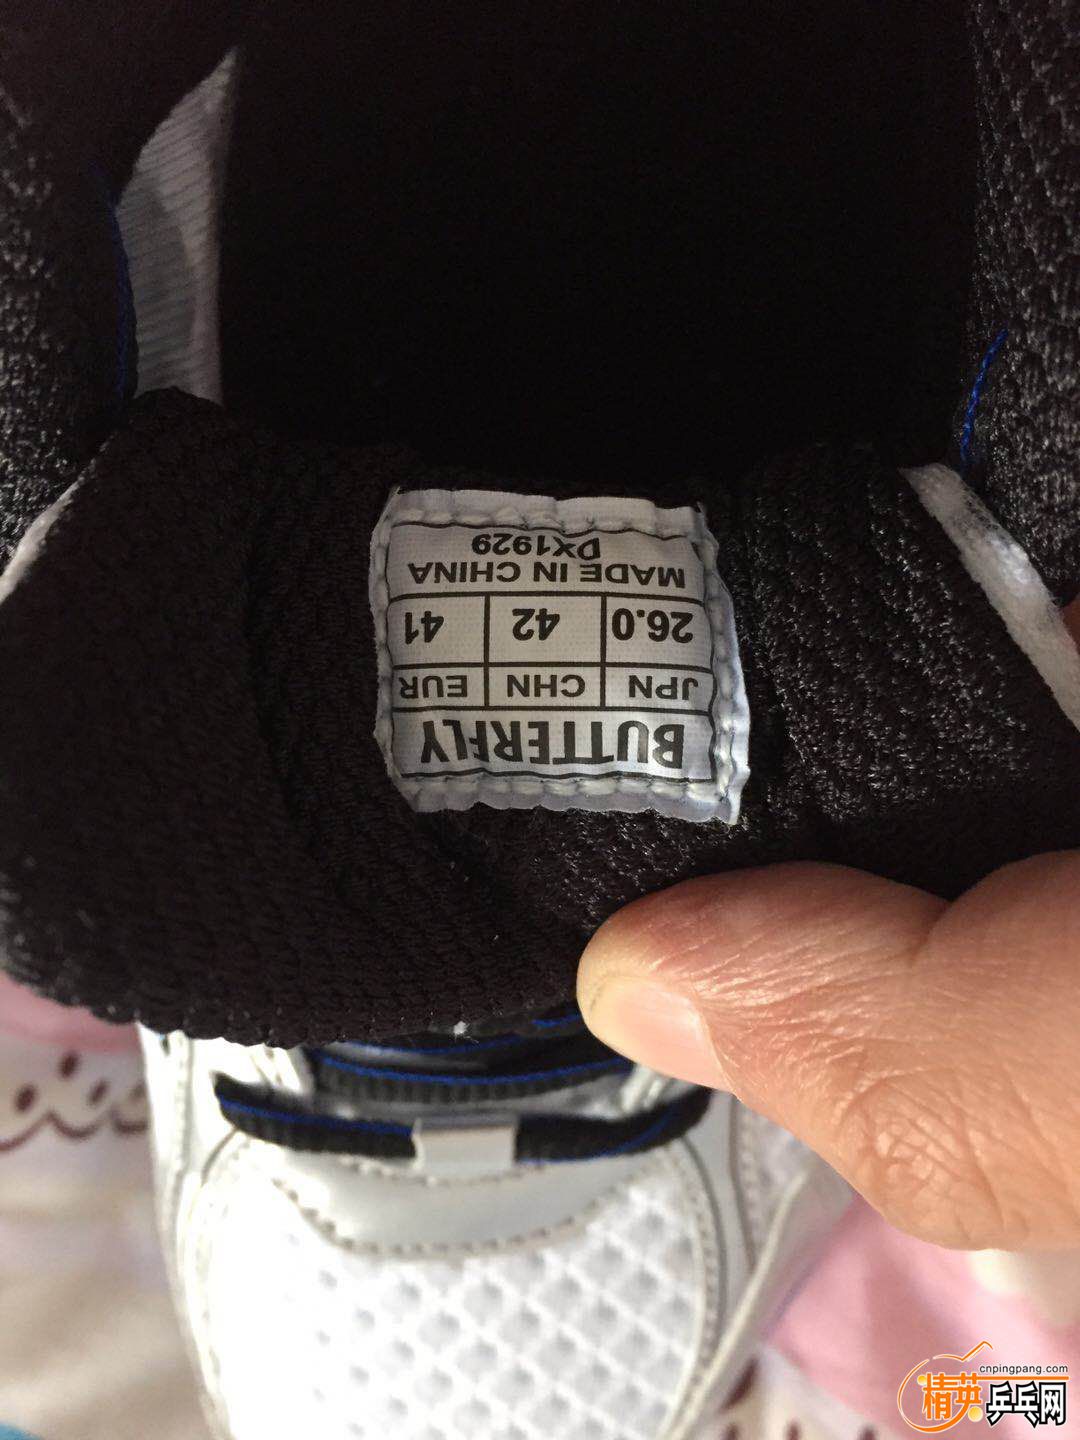 BUTTERFLY
JPN CHN EUR
26.0 42 41
MADE IN CHINA
DX1929
cnpingpang.com
精英乒乓网